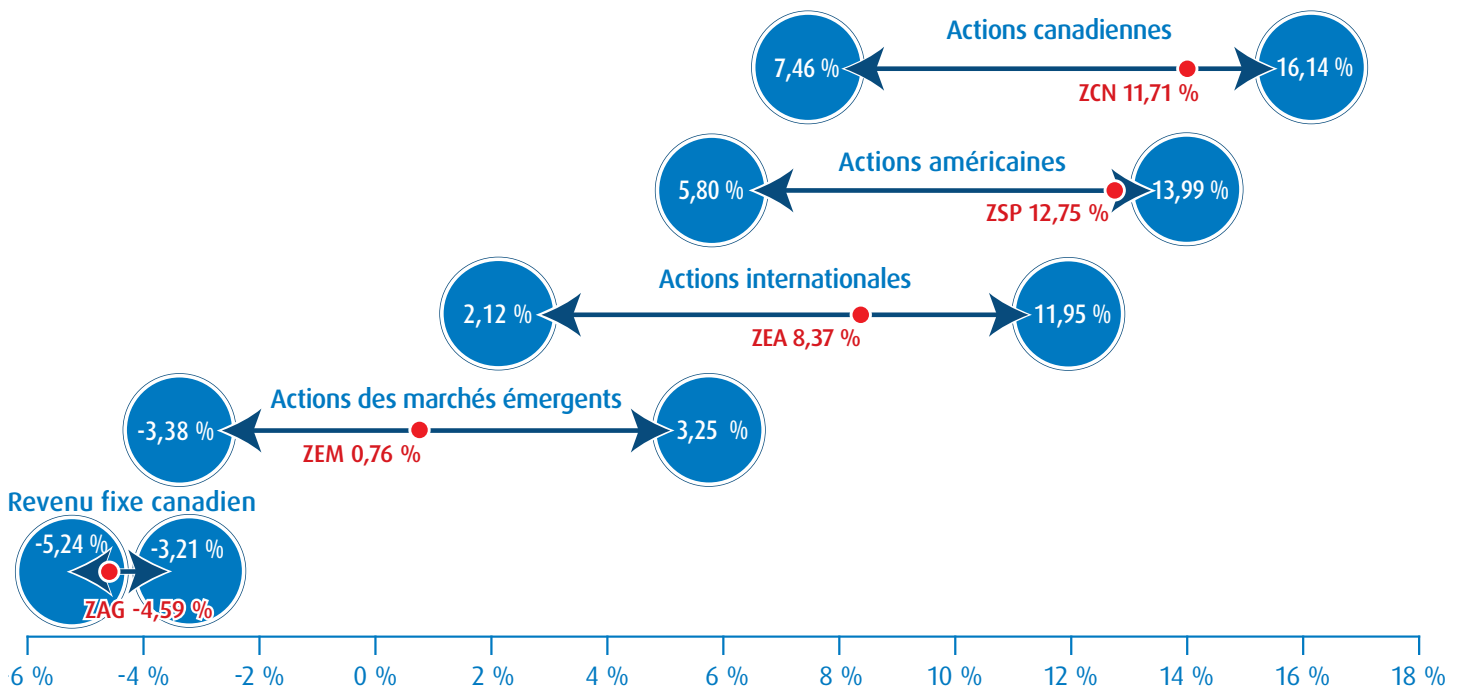 Actions canadiennes
7,46 %
16,14 %
ZCN 11,71 %
Actions américaines
5,80 %
13,99 %
ZSP 12,75 %
Actions internationales
2,12 %
11,95 %
ZEA 8,37 %
Actions des marchés émergents
-3,38 %
3,25 %
ZEM 0,76 %
Revenu fixe canadien
-5,24 %
-3,21 %
ZAG -4,59 %
-6 % -4 % -2 % 0 % 2 % 4 % 6 % 8 % 10 % 12 % 14 % 16 % 18 %